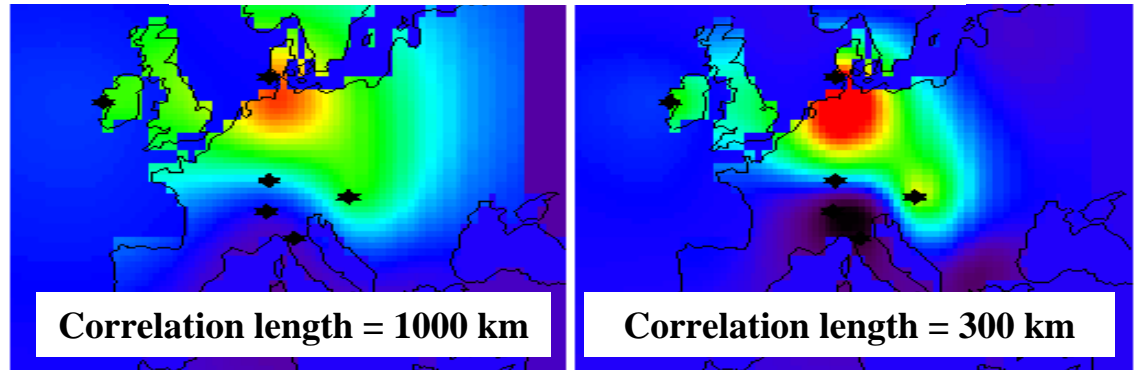 Correlation length = 1000 km
Correlation length = 300 km